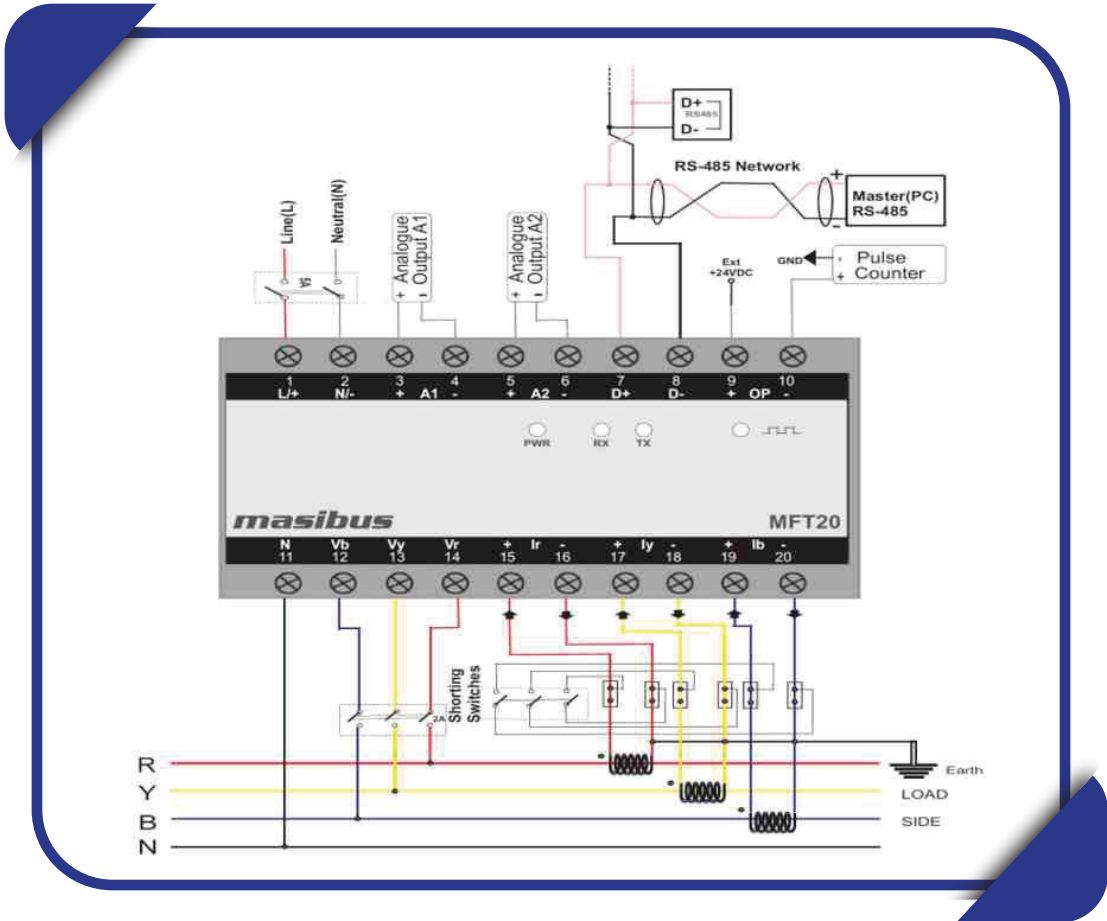 D+
RS485
D-
RS-485 Network
+
Master(PC)
RS-485
-
Line(L)
Neutral(N)
5A
+ Analogue
- Output A1
+ Analogue
- Output A2
Ext
+24VDC
GND
- Pulse
+ Counter
1 2 3 4 5 6 7 8 9 10
L/+ N/- + A1 - + A2 - D+ D- + OP -
PWR RX TX
masibus MFT20
N Vb Vy Vr + Ir - + Iy - + Ib -
11 12 13 14 15 16 17 18 19 20
Shorting
Switches
2A
R
Earth
Y
LOAD
B
SIDE
N